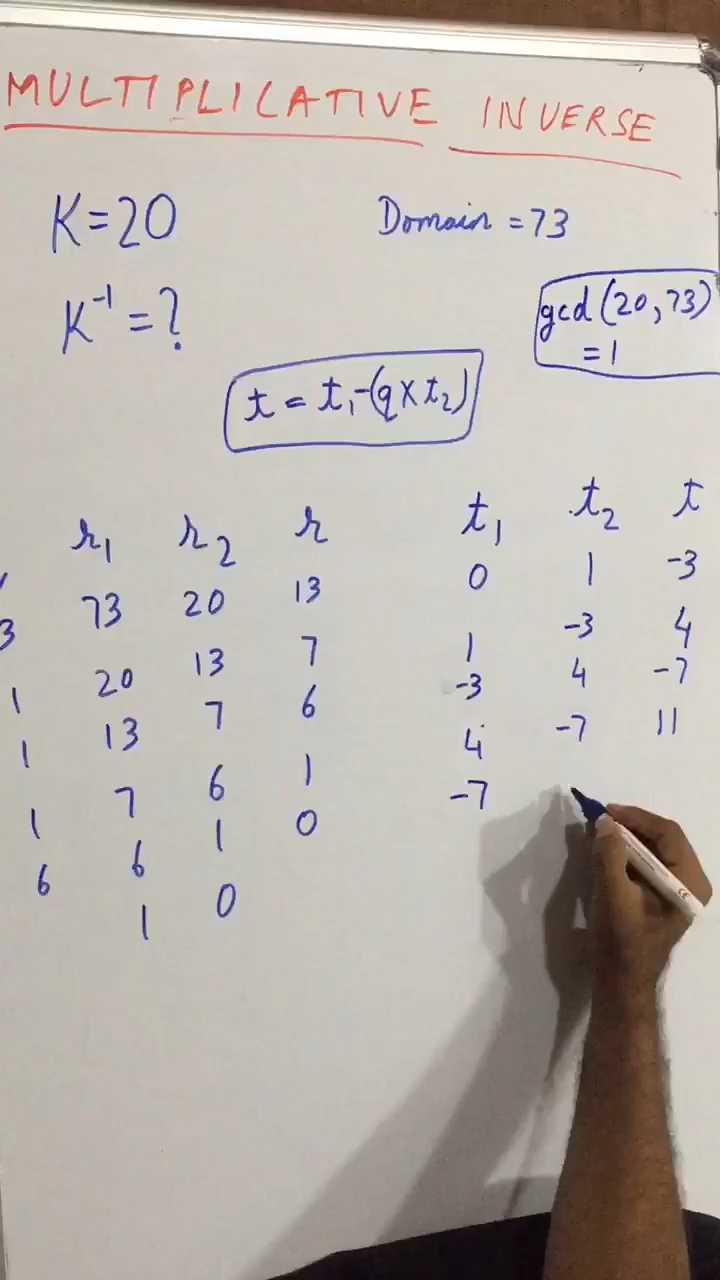 MULTIPLICATIVE INVERSE
K=20 Domain = 73
K⁻¹ = ?
gcd(20,73)
=1
t = t₁-(q×t₂)
r₁ r₂ r t₁ t₂ t
3 73 20 13 0 1 -3
1 20 13 7 1 -3 4
1 13 7 6 -3 4 -7
1 7 6 1 4 -7 11
6 6 1 0 -7
1 0